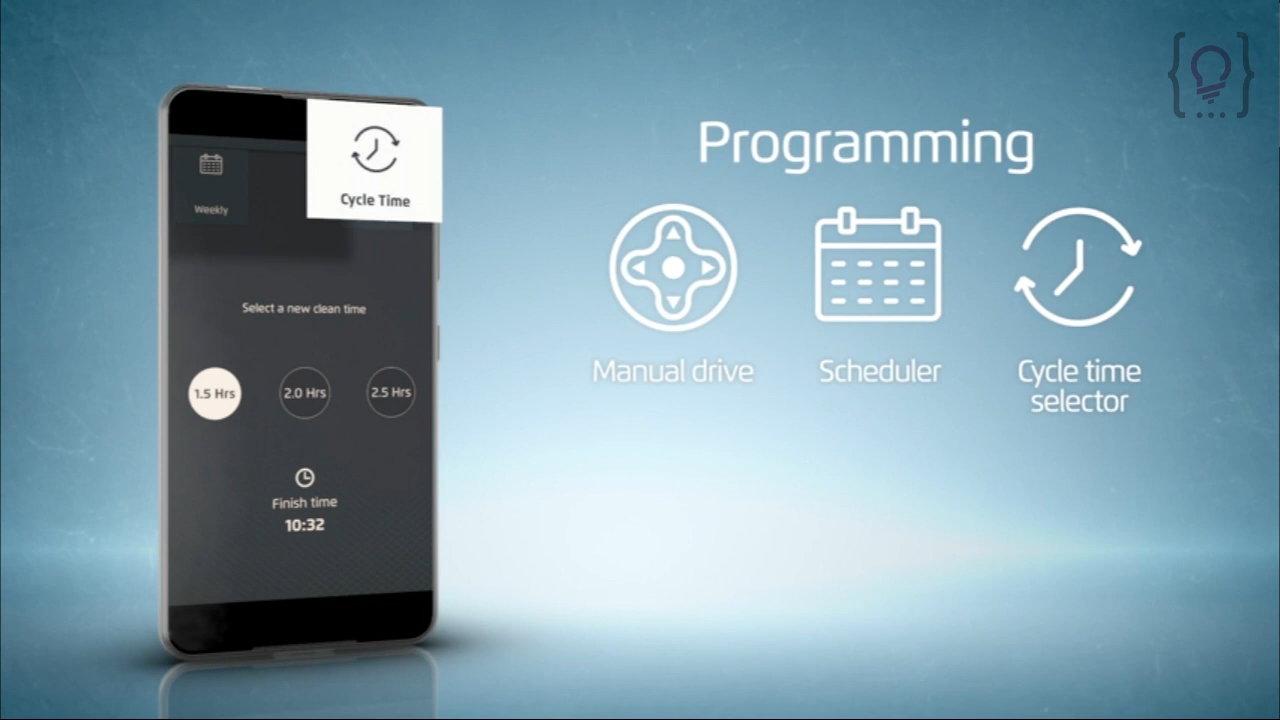 Programming
Manual drive
Scheduler
Cycle time
selector
Cycle Time
Weekly
Select a new clean time
1.5 Hrs
2.0 Hrs
2.5 Hrs
Finish time
10:32